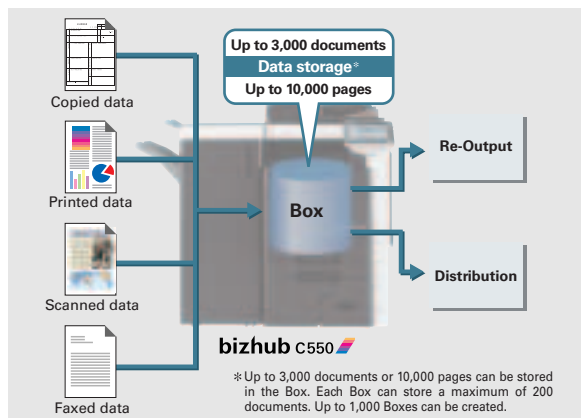 Copied data
Printed data
Scanned data
Faxed data
Up to 3,000 documents
Data storage*
Up to 10,000 pages
Box
Re-Output
Distribution
bizhub C550
*Up to 3,000 documents or 10,000 pages can be stored
in the Box. Each Box can store a maximum of 200
documents. Up to 1,000 Boxes can be created.